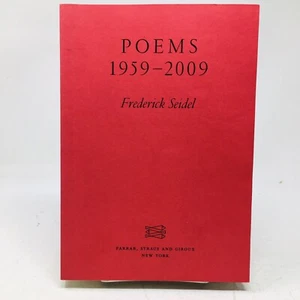 POEMS
1959–2009
Frederick Seidel
FARRAR, STRAUS AND GIROUX
NEW YORK